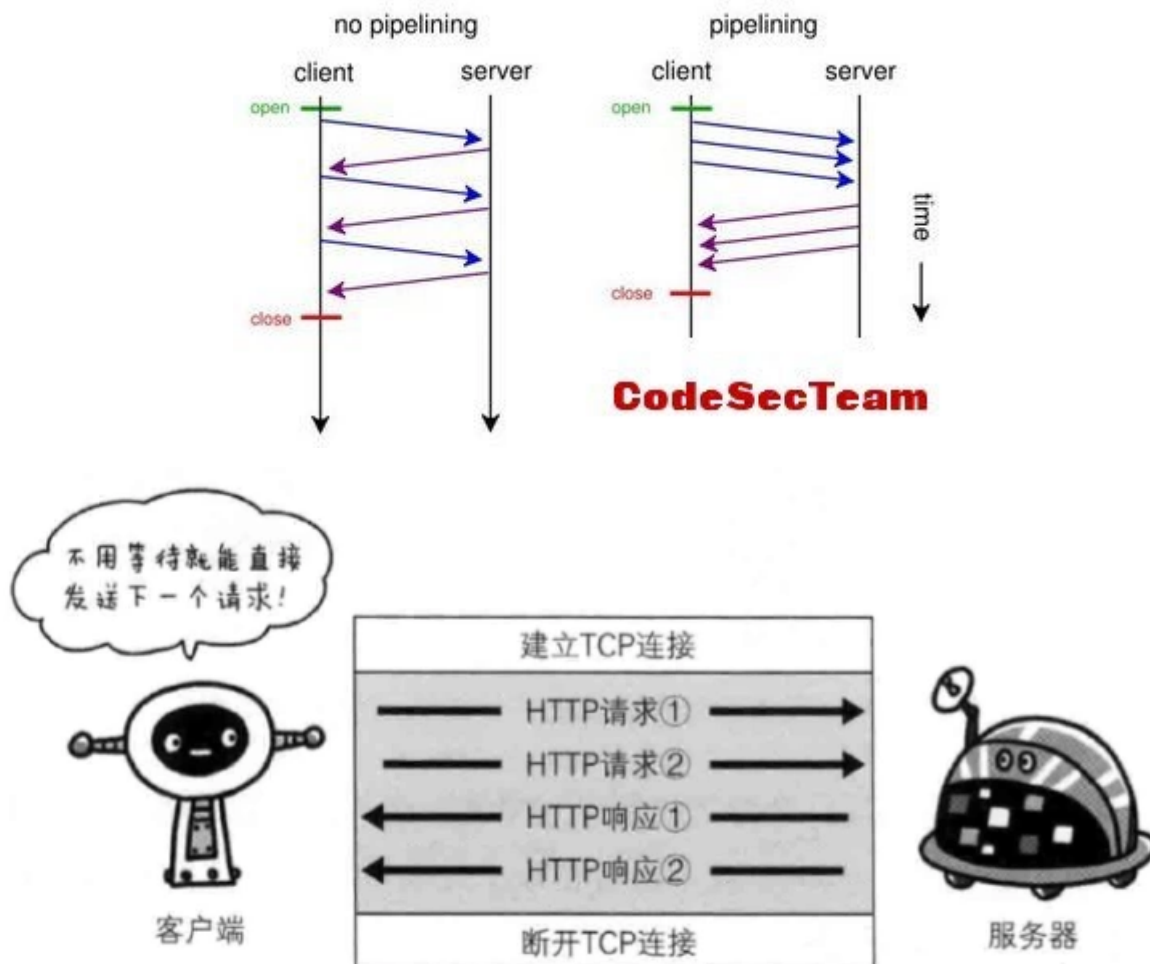 no pipelining
pipelining
client
server
client
server
open
open
time
close
close
CodeSecTeam
不用等待就能直接
发送下一个请求!
建立TCP连接
HTTP请求①
HTTP请求②
HTTP响应①
HTTP响应②
断开TCP连接
客户端
服务器